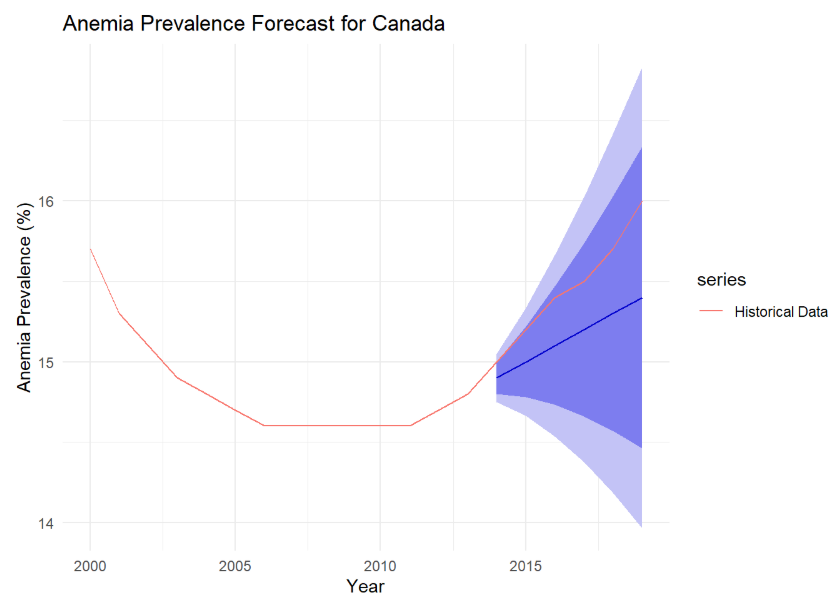 Anemia Prevalence Forecast for Canada
Anemia Prevalence (%)
16
15
14
2000
2005
2010
2015
Year
series
Historical Data